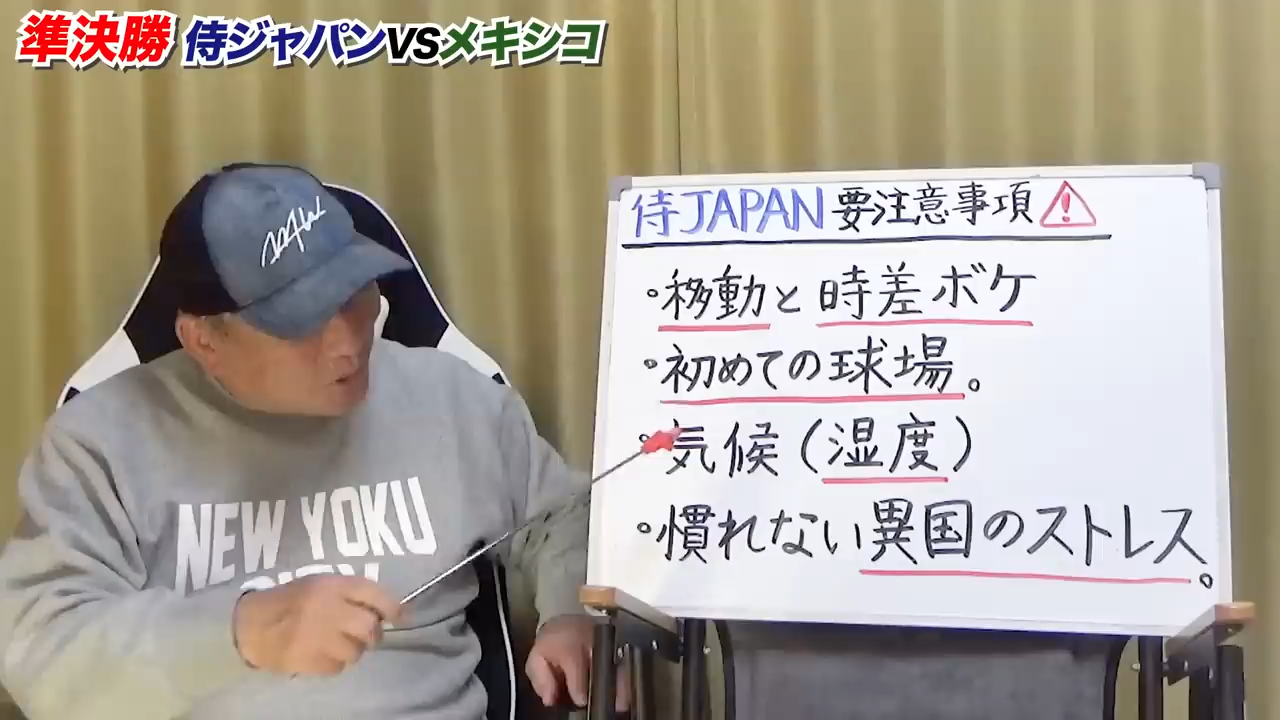 準決勝 侍ジャパンVSメキシコ
侍JAPAN 要注意事項
・移動と時差ボケ
・初めての球場。
・気候(湿度)
・慣れない異国のストレス。
NEW YOKU
CITY